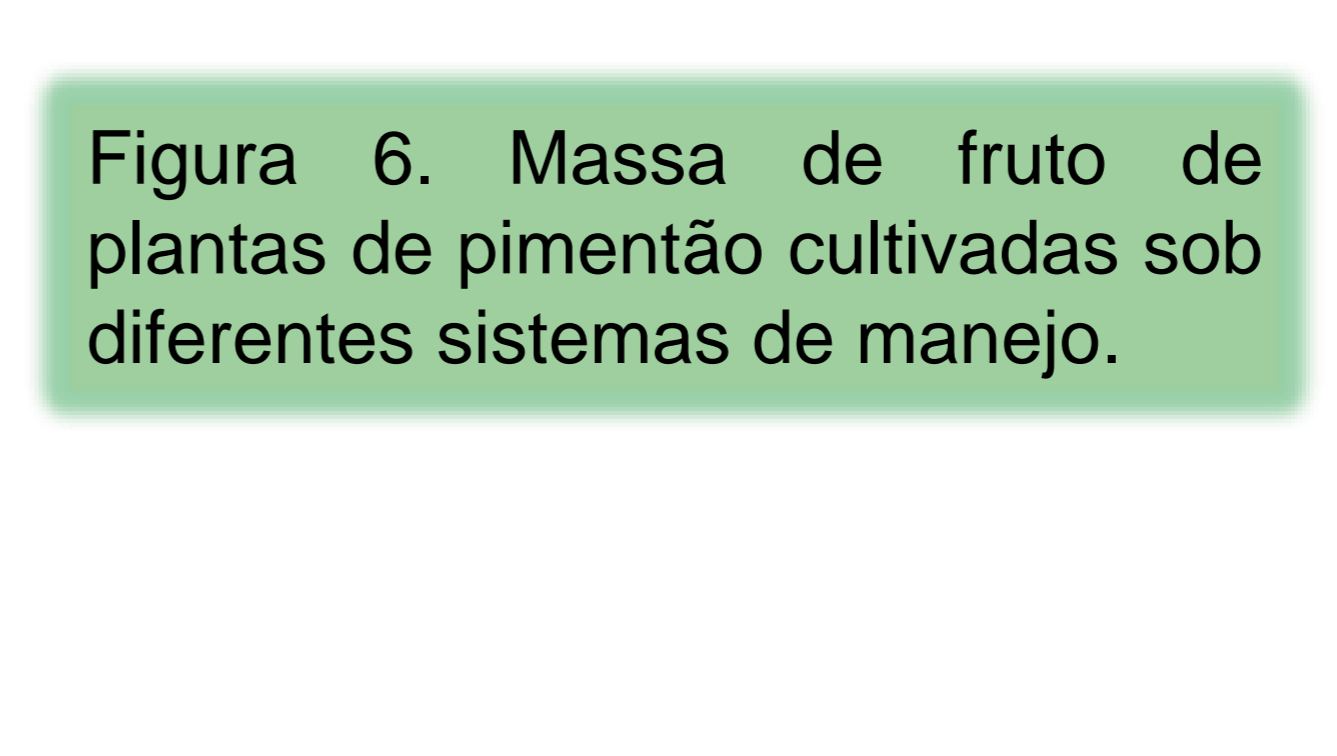 Figura 6. Massa de fruto de
plantas de pimentão cultivadas sob
diferentes sistemas de manejo.